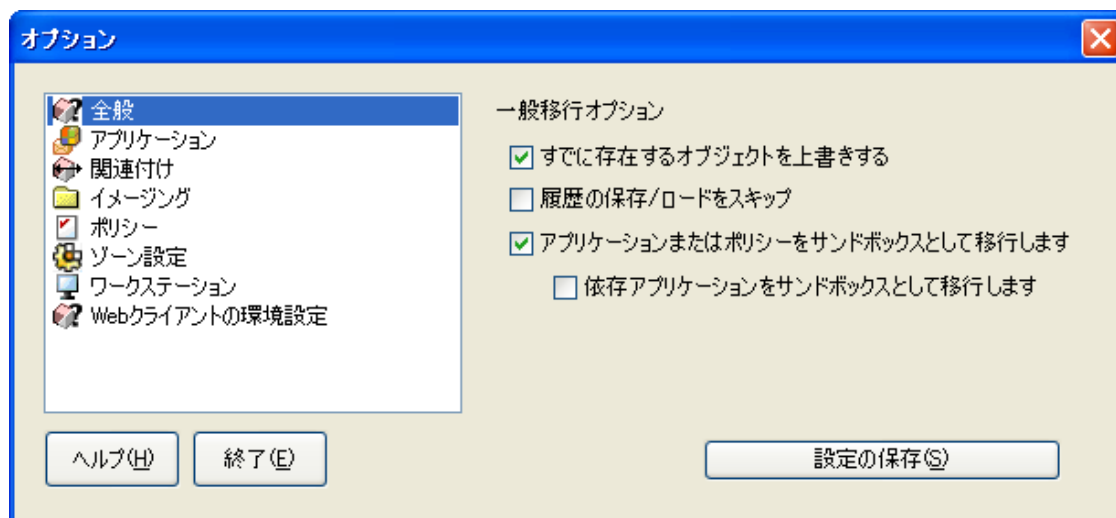 オプション
全般
アプリケーション
関連付け
イメージング
ポリシー
ゾーン設定
ワークステーション
Webクライアントの環境設定
一般移行オプション
すでに存在するオブジェクトを上書きする
履歴の保存/ロードをスキップ
アプリケーションまたはポリシーをサンドボックスとして移行します
依存アプリケーションをサンドボックスとして移行します
ヘルプ(H)
終了(E)
設定の保存(S)